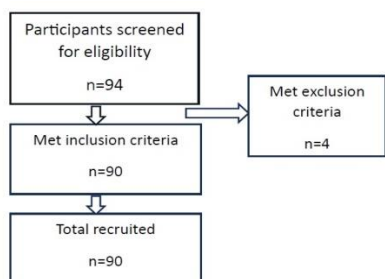 Participants screened
for eligibility
n=94
Met exclusion
criteria
n=4
Met inclusion criteria
n=90
Total recruited
n=90